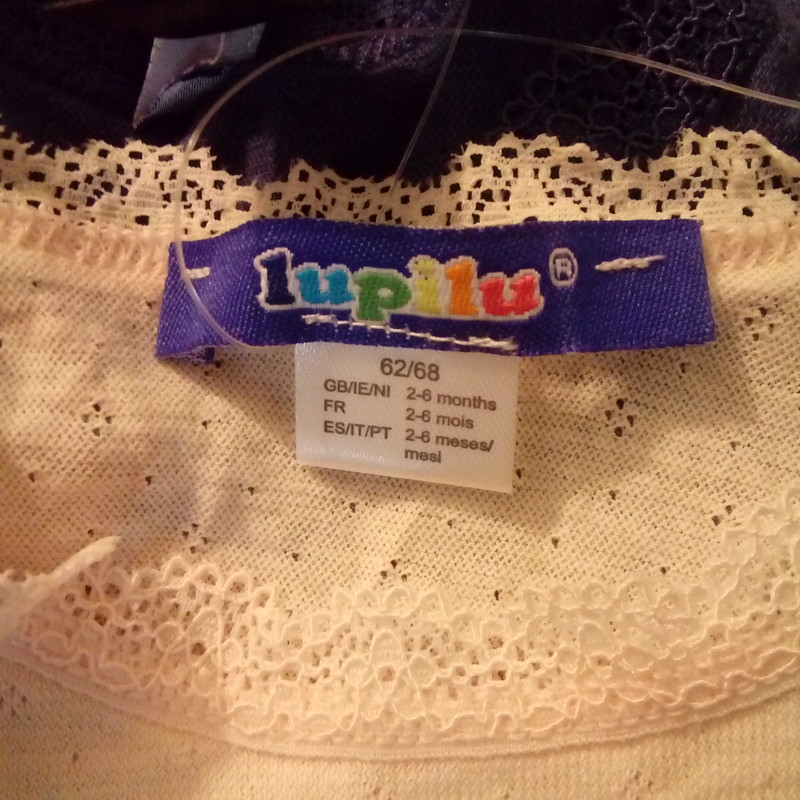 lupilu®
62/68
GB/IE/NI 2-6 months
FR 2-6 mois
ES/IT/PT 2-6 meses/
mesi